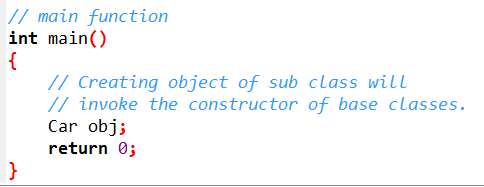 // main function
int main()
{
    // Creating object of sub class will
    // invoke the constructor of base classes.
    Car obj;
    return 0;
}